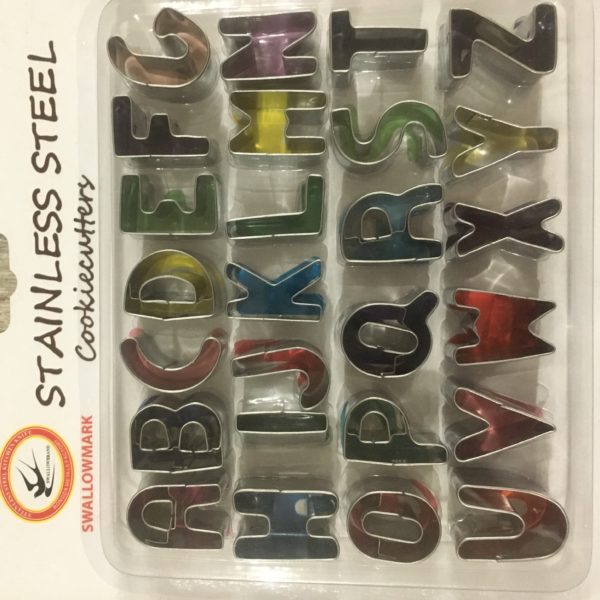 STAINLESS STEEL
Cookiecutters
SWALLOWMARK
A B C D E F G
H I J K L M N
O P Q R S T
U V W X Y Z